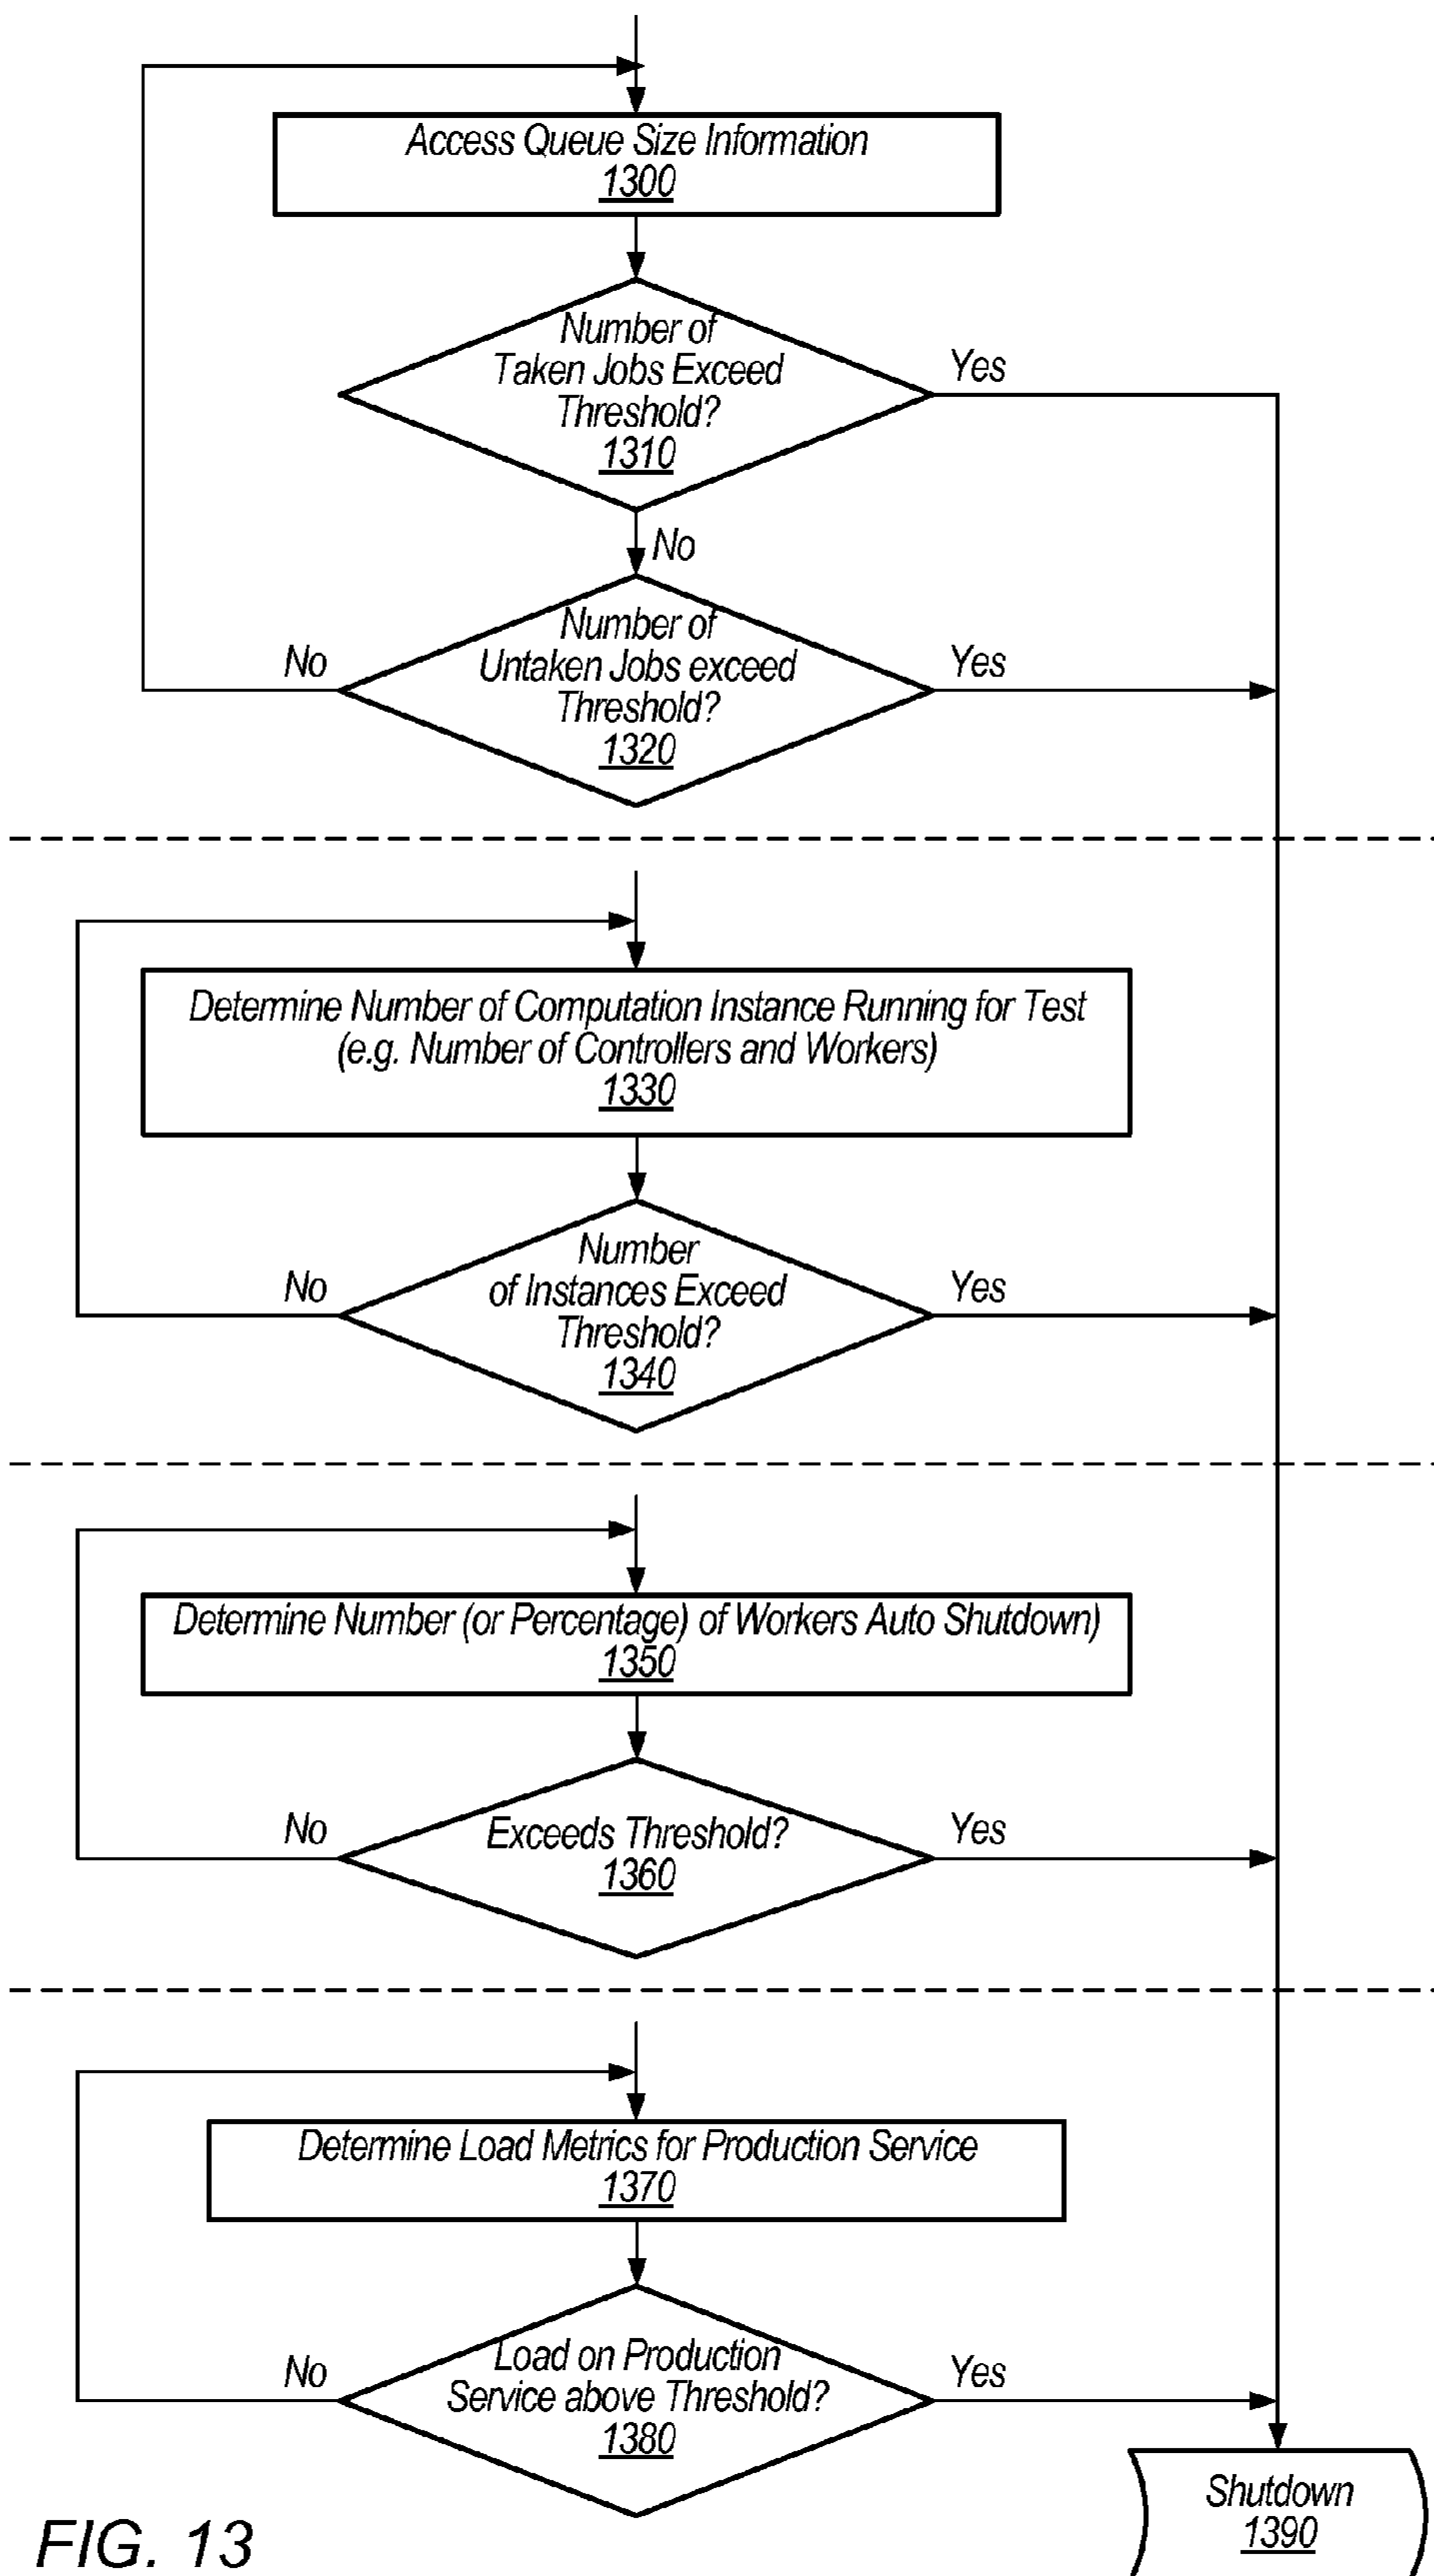 Access Queue Size Information
1300
Number of
Taken Jobs Exceed
Threshold?
1310
Yes
No
Number of
Untaken Jobs exceed
Threshold?
1320
No
Yes
Determine Number of Computation Instance Running for Test
(e.g. Number of Controllers and Workers)
1330
Number
of Instances Exceed
Threshold?
1340
No
Yes
Determine Number (or Percentage) of Workers Auto Shutdown)
1350
Exceeds Threshold?
1360
No
Yes
Determine Load Metrics for Production Service
1370
Load on Production
Service above Threshold?
1380
No
Yes
Shutdown
1390
FIG. 13